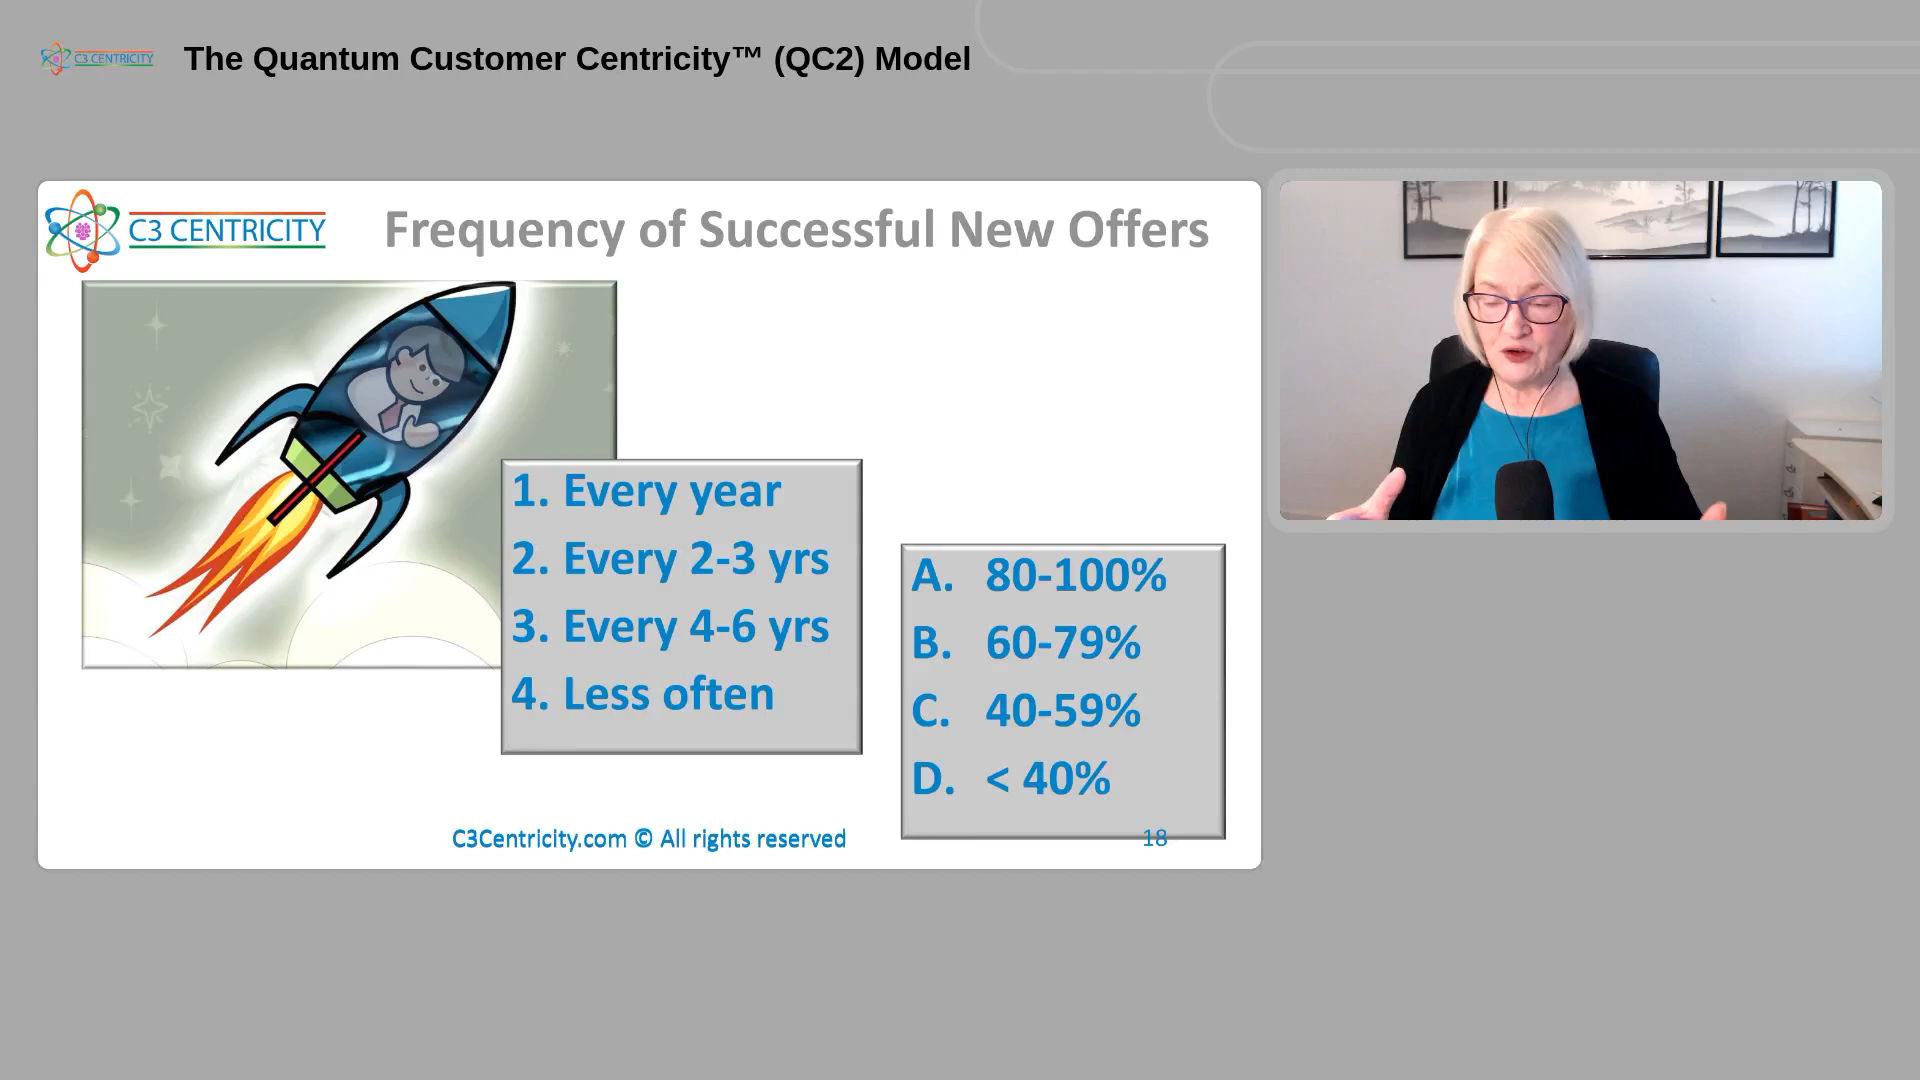 C3 CENTRICITY
The Quantum Customer Centricity™ (QC2) Model
C3 CENTRICITY
Frequency of Successful New Offers
1. Every year
2. Every 2-3 yrs
3. Every 4-6 yrs
4. Less often
A. 80-100%
B. 60-79%
C. 40-59%
D. < 40%
C3Centricity.com © All rights reserved
18